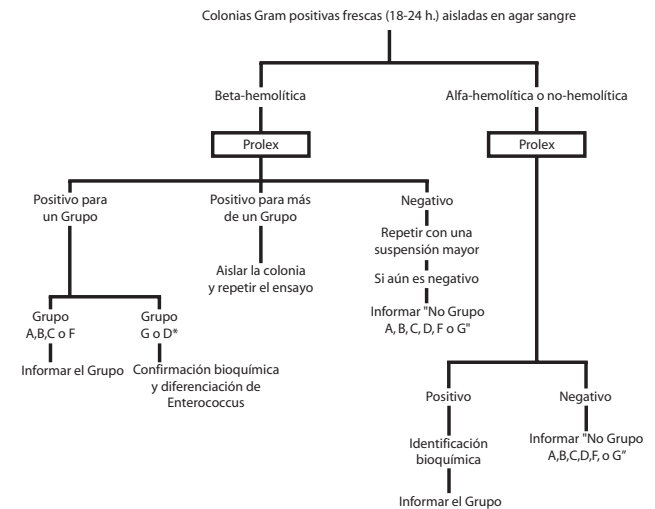 Colonias Gram positivas frescas (18-24 h.) aisladas en agar sangre
Beta-hemolítica
Alfa-hemolítica o no-hemolítica
Prolex
Prolex
Positivo para
un Grupo
Positivo para más
de un Grupo
Negativo
Repetir con una
suspensión mayor
Aislar la colonia
y repetir el ensayo
Si aún es negativo
Informar "No Grupo
A, B, C, D, F o G"
Grupo
A,B,C o F
Grupo
G o D*
Informar el Grupo
Confirmación bioquímica
y diferenciación de
Enterococcus
Positivo
Negativo
Identificación
bioquímica
Informar "No Grupo
A,B,C,D,F, o G"
Informar el Grupo